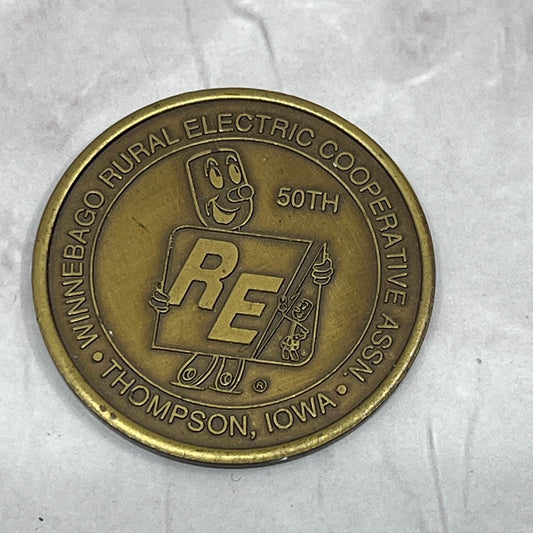 WINNEBAGO RURAL ELECTRIC COOPERATIVE ASSN.
50TH
RE
®
• THOMPSON, IOWA •